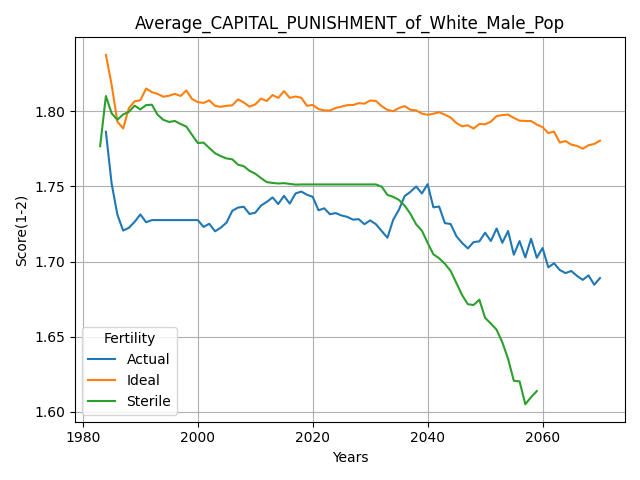 Average_CAPITAL_PUNISHMENT_of_White_Male_Pop
Score(1-2)
1.80
1.75
1.70
1.65
1.60
Fertility
Actual
Ideal
Sterile
1980
2000
2020
2040
2060
Years